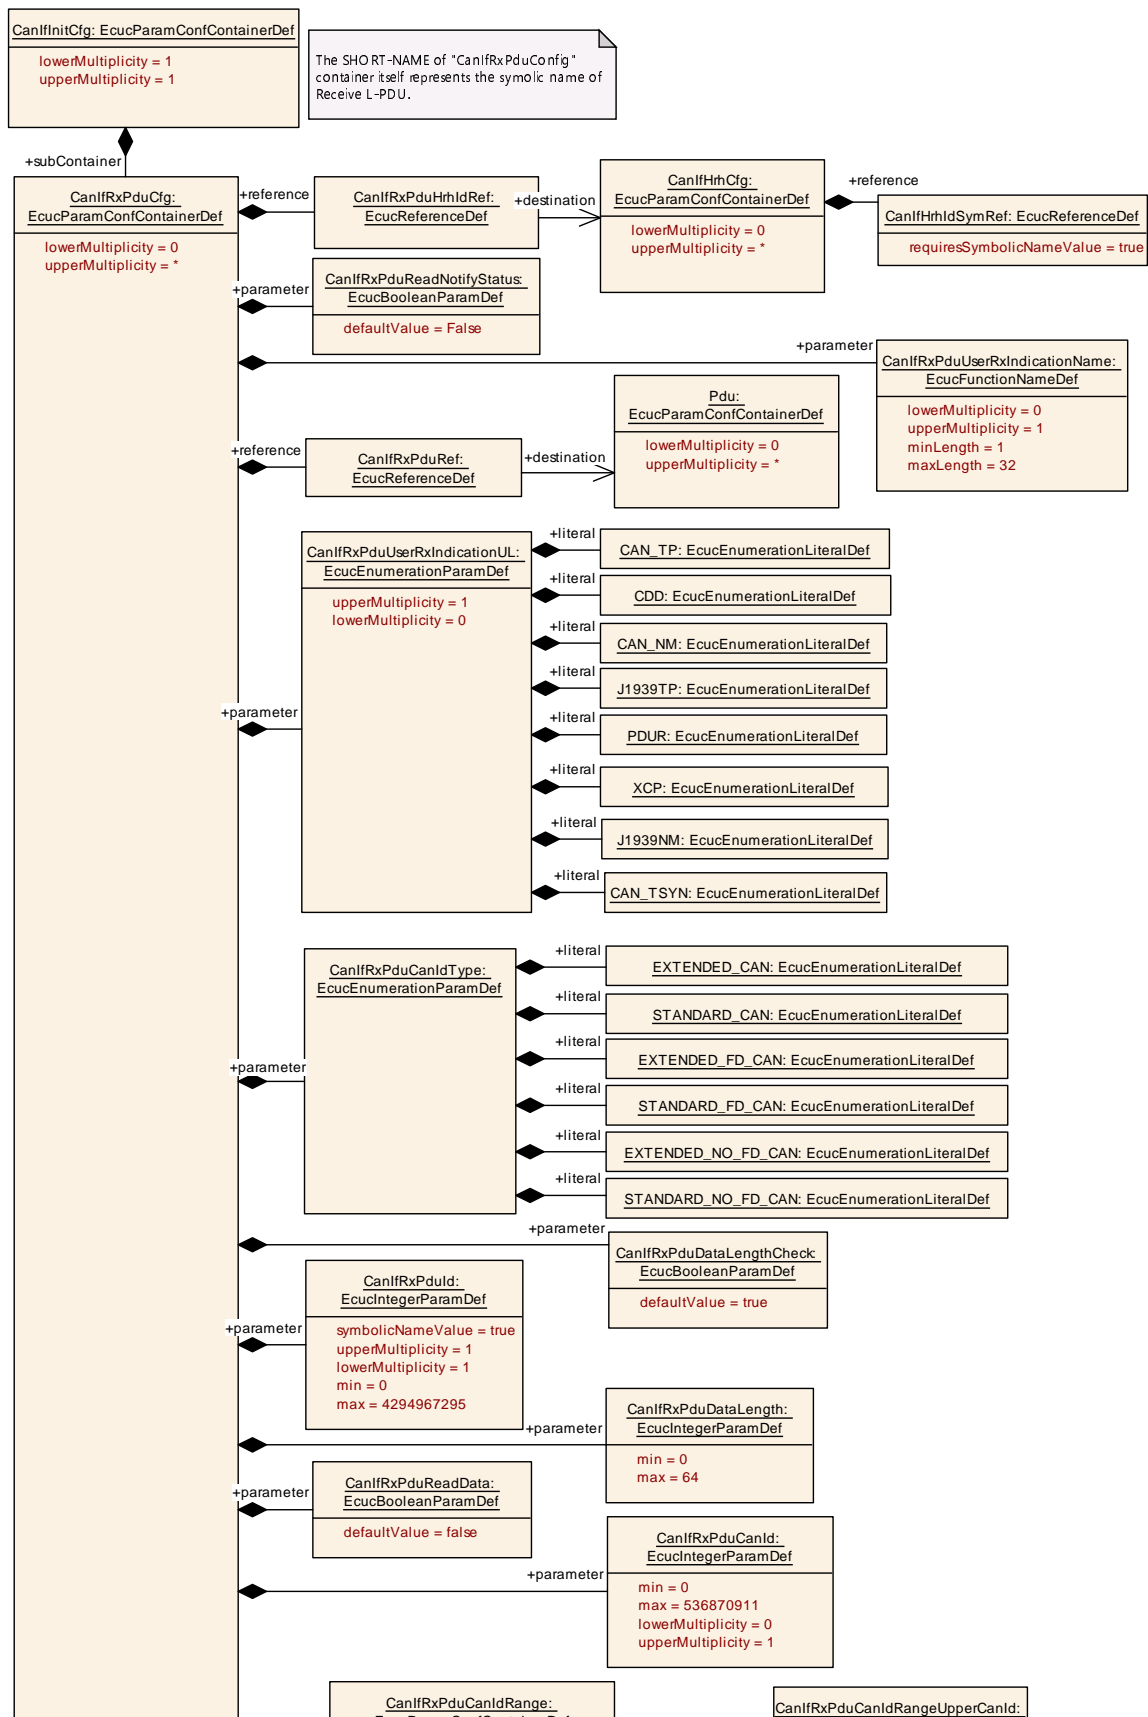 CanIfInitCfg: EcucParamConfContainerDef
lowerMultiplicity = 1
upperMultiplicity = 1
The SHORT-NAME of "CanIfRxPduConfig"
container itself represents the symolic name of
Receive L-PDU.
+subContainer
CanIfRxPduCfg:
EcucParamConfContainerDef
lowerMultiplicity = 0
upperMultiplicity = *
+reference
CanIfRxPduHrhIdRef:
EcucReferenceDef
+destination
CanIfHrhCfg:
EcucParamConfContainerDef
lowerMultiplicity = 0
upperMultiplicity = *
+reference
CanIfHrhIdSymRef: EcucReferenceDef
requiresSymbolicNameValue = true
+parameter
CanIfRxPduReadNotifyStatus:
EcucBooleanParamDef
defaultValue = False
+parameter
CanIfRxPduUserRxIndicationName:
EcucFunctionNameDef
lowerMultiplicity = 0
upperMultiplicity = 1
minLength = 1
maxLength = 32
+reference
CanIfRxPduRef:
EcucReferenceDef
+destination
Pdu:
EcucParamConfContainerDef
lowerMultiplicity = 0
upperMultiplicity = *
+parameter
CanIfRxPduUserRxIndicationUL:
EcucEnumerationParamDef
upperMultiplicity = 1
lowerMultiplicity = 0
+literal
CAN_TP: EcucEnumerationLiteralDef
+literal
CDD: EcucEnumerationLiteralDef
+literal
CAN_NM: EcucEnumerationLiteralDef
+literal
J1939TP: EcucEnumerationLiteralDef
+literal
PDUR: EcucEnumerationLiteralDef
+literal
XCP: EcucEnumerationLiteralDef
+literal
J1939NM: EcucEnumerationLiteralDef
+literal
CAN_TSYN: EcucEnumerationLiteralDef
+parameter
CanIfRxPduCanIdType:
EcucEnumerationParamDef
+literal
EXTENDED_CAN: EcucEnumerationLiteralDef
+literal
STANDARD_CAN: EcucEnumerationLiteralDef
+literal
EXTENDED_FD_CAN: EcucEnumerationLiteralDef
+literal
STANDARD_FD_CAN: EcucEnumerationLiteralDef
+literal
EXTENDED_NO_FD_CAN: EcucEnumerationLiteralDef
+literal
STANDARD_NO_FD_CAN: EcucEnumerationLiteralDef
+parameter
CanIfRxPduDataLengthCheck:
EcucBooleanParamDef
defaultValue = true
+parameter
CanIfRxPduId:
EcucIntegerParamDef
symbolicNameValue = true
upperMultiplicity = 1
lowerMultiplicity = 1
min = 0
max = 4294967295
+parameter
CanIfRxPduDataLength:
EcucIntegerParamDef
min = 0
max = 64
+parameter
CanIfRxPduReadData:
EcucBooleanParamDef
defaultValue = false
+parameter
CanIfRxPduCanId:
EcucIntegerParamDef
min = 0
max = 536870911
lowerMultiplicity = 0
upperMultiplicity = 1
CanIfRxPduCanIdRange:
CanIfRxPduCanIdRangeUpperCanId: